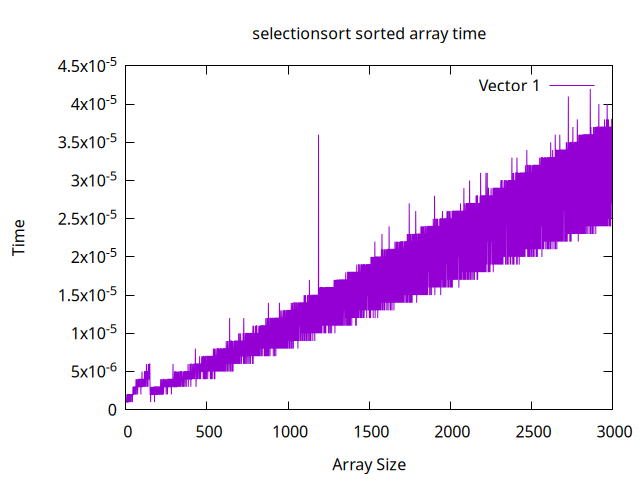 selectionsort sorted array time
4.5x10⁻⁵
Vector 1
4x10⁻⁵
3.5x10⁻⁵
3x10⁻⁵
2.5x10⁻⁵
2x10⁻⁵
1.5x10⁻⁵
1x10⁻⁵
5x10⁻⁶
0
Time
0 500 1000 1500 2000 2500 3000
Array Size